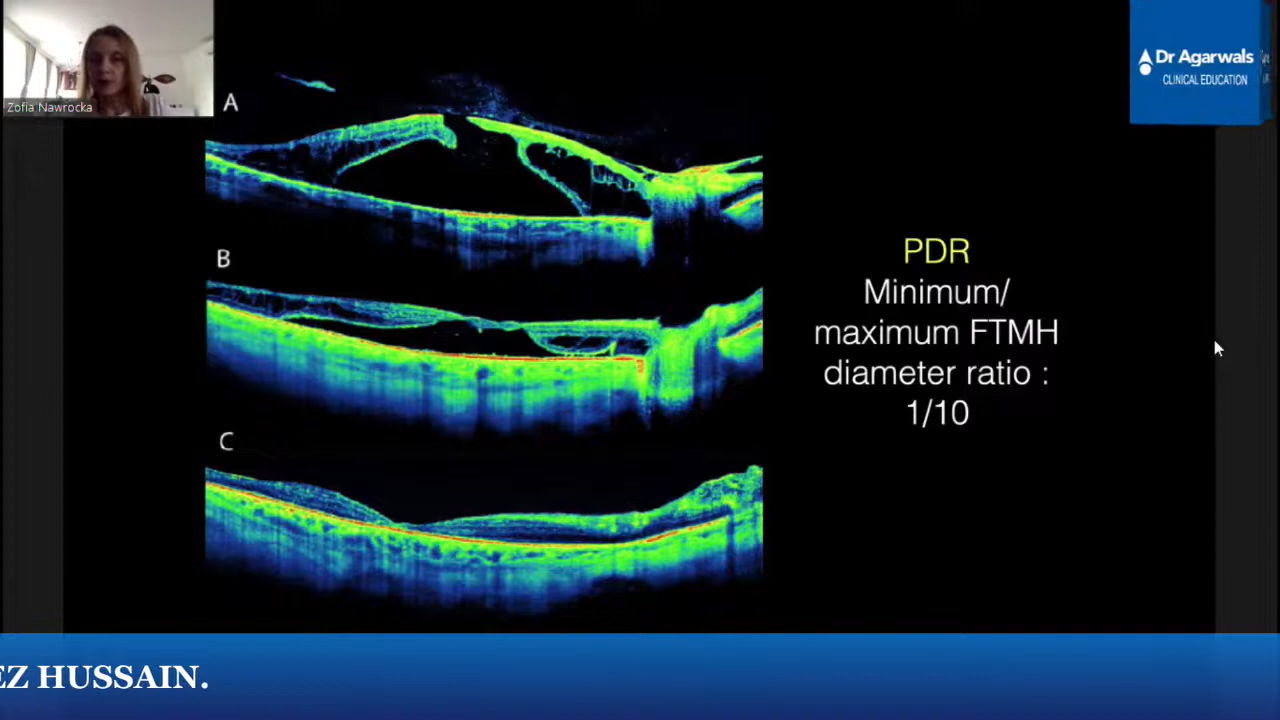 Zofia Nawrocka
A
Dr Agarwals
CLINICAL EDUCATION
B
PDR
Minimum/
maximum FTMH
diameter ratio :
1/10
C
EZ HUSSAIN.